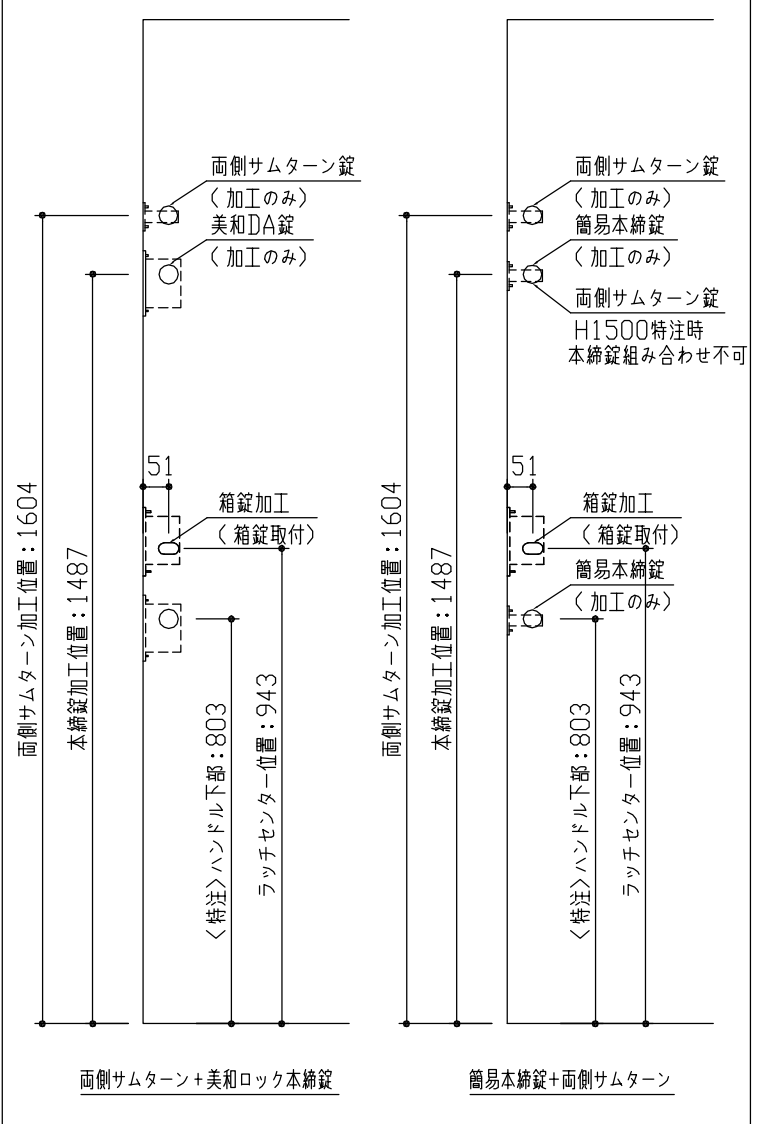 両側サムターン錠
(加工のみ)
美和DA錠
(加工のみ)
51
箱錠加工
(箱錠取付)
両側サムターン加工位置:1604
本締錠加工位置:1487
<特注>ハンドル下部:803
ラッチセンター位置:943
両側サムターン+美和ロック本締錠
両側サムターン錠
(加工のみ)
簡易本締錠
(加工のみ)
両側サムターン錠
H1500特注時
本締錠組み合わせ不可
51
箱錠加工
(箱錠取付)
簡易本締錠
(加工のみ)
両側サムターン加工位置:1604
本締錠加工位置:1487
<特注>ハンドル下部:803
ラッチセンター位置:943
簡易本締錠+両側サムターン